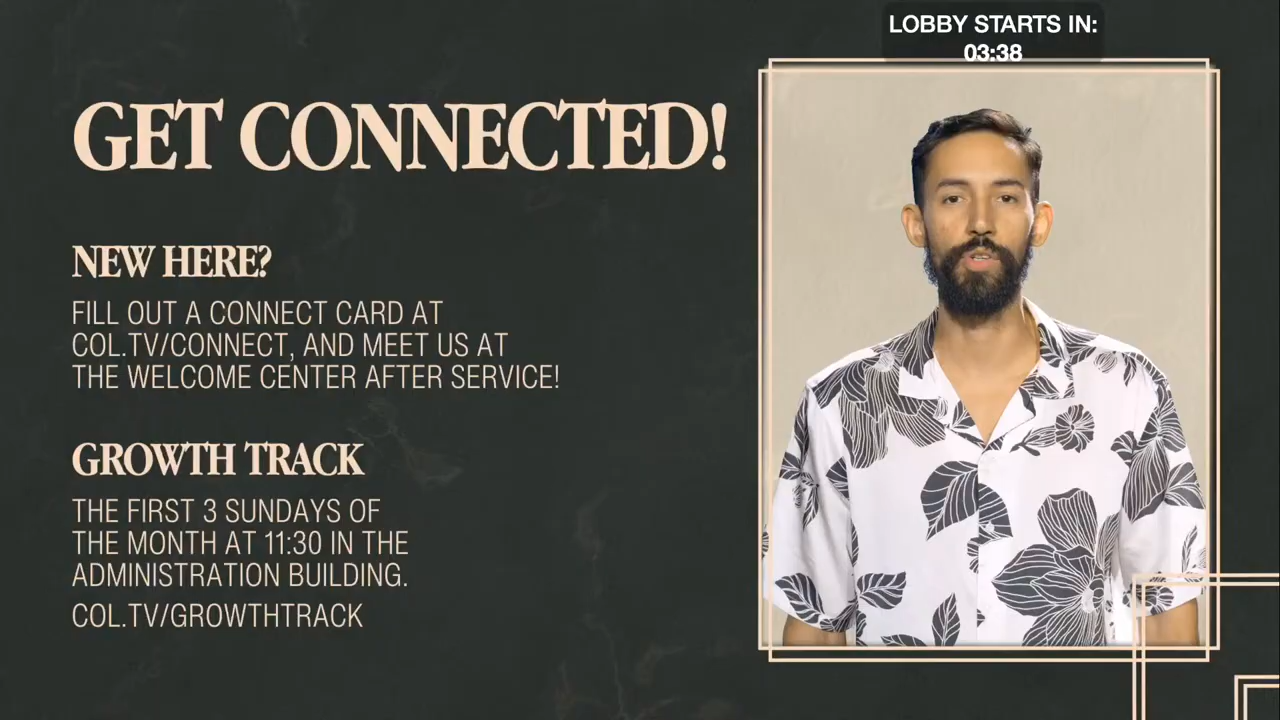 LOBBY STARTS IN:
03:38
GET CONNECTED!
NEW HERE?
FILL OUT A CONNECT CARD AT
COL.TV/CONNECT, AND MEET US AT
THE WELCOME CENTER AFTER SERVICE!
GROWTH TRACK
THE FIRST 3 SUNDAYS OF
THE MONTH AT 11:30 IN THE
ADMINISTRATION BUILDING.
COL.TV/GROWTHTRACK